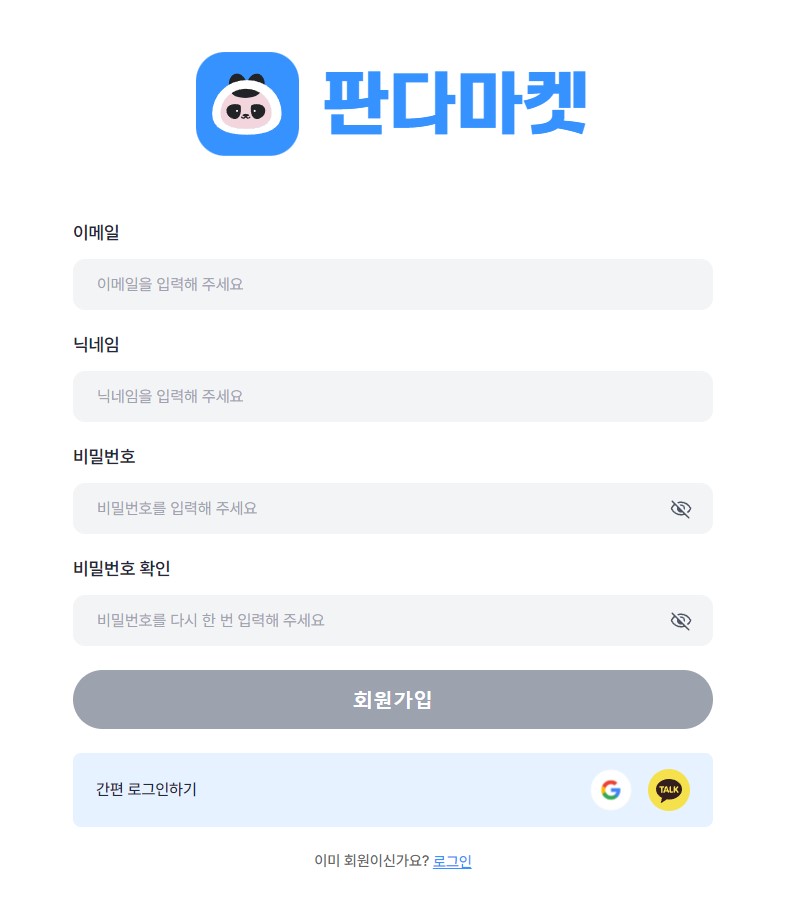 판다마켓
이메일
이메일을 입력해 주세요
닉네임
닉네임을 입력해 주세요
비밀번호
비밀번호를 입력해 주세요
비밀번호 확인
비밀번호를 다시 한 번 입력해 주세요
회원가입
간편 로그인하기
TALK
이미 회원이신가요? 로그인